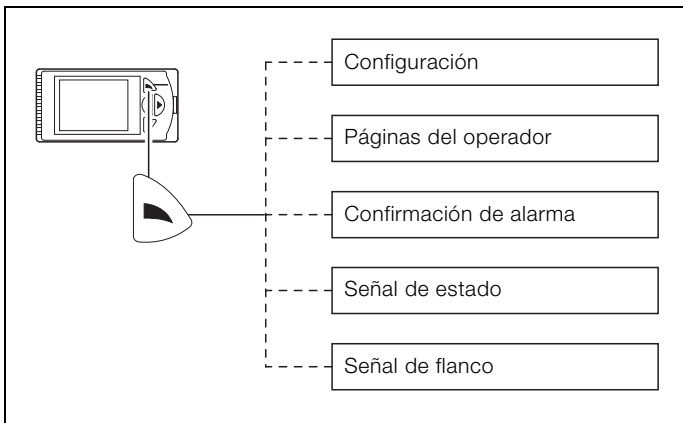 Configuración
Páginas del operador
Confirmación de alarma
Señal de estado
Señal de flanco